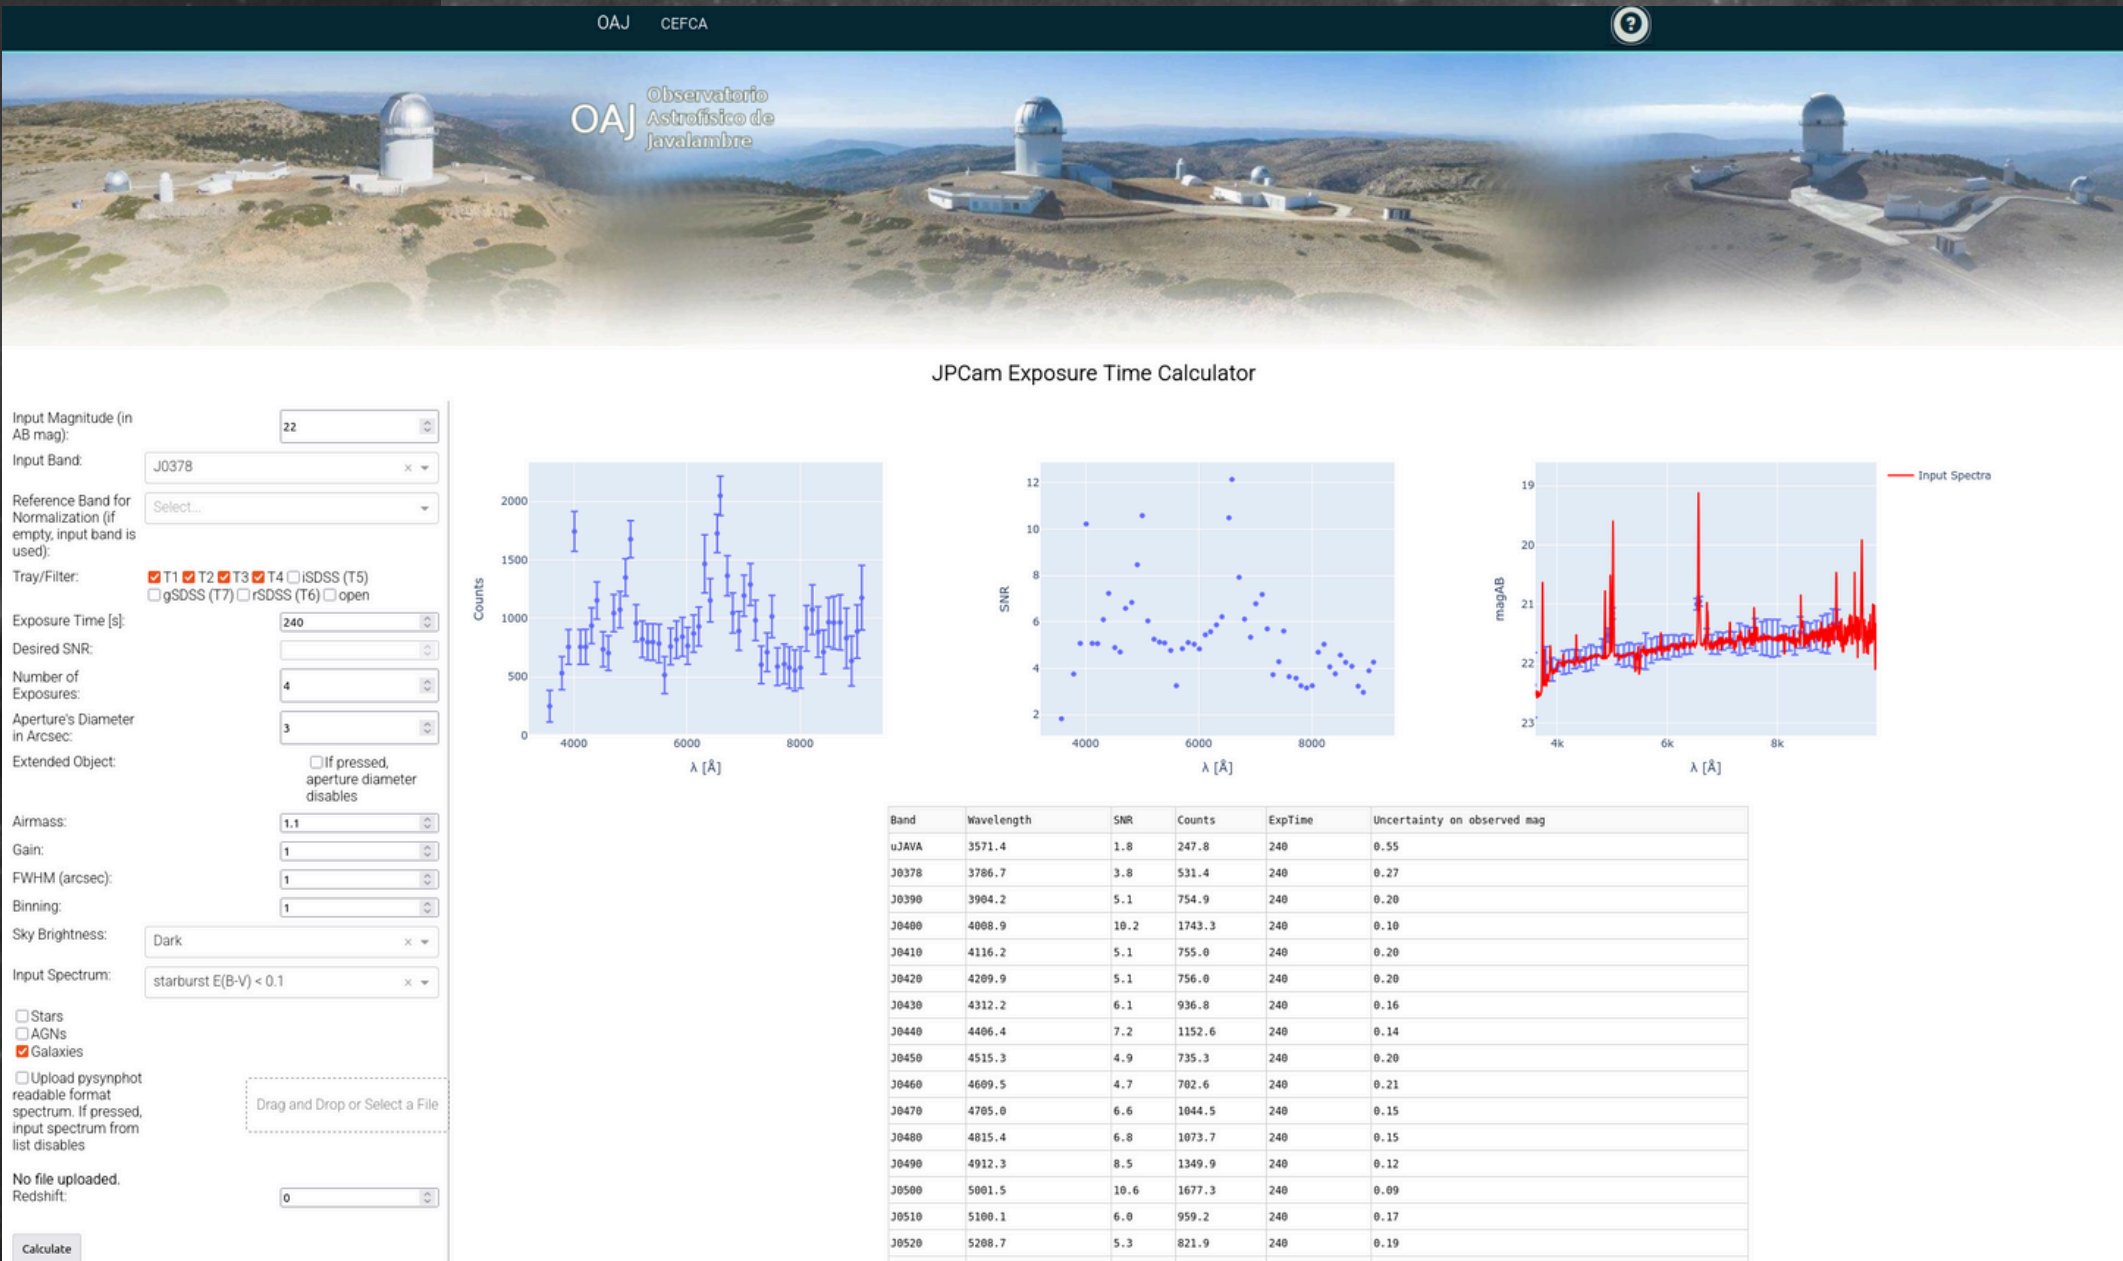 OAJ CEFCA ?
OAJ Observatorio
Astrofísico de
Javalambre
JPCam Exposure Time Calculator
Input Magnitude (in
AB mag):
22
Input Band:
J0378
Reference Band for
Normalization (if
empty, input band is
used):
Select...
Tray/Filter:
T1 T2 T3 T4 iSDSS (T5)
gSDSS (T7) rSDSS (T6) open
Exposure Time [s]:
240
Desired SNR:
Number of
Exposures:
4
Aperture's Diameter
in Arcsec:
3
Extended Object:
If pressed,
aperture diameter
disables
Airmass:
1.1
Gain:
1
FWHM (arcsec):
1
Binning:
1
Sky Brightness:
Dark
Input Spectrum:
starburst E(B-V) < 0.1
Stars
AGNs
Galaxies
Upload pysynphot
readable format
spectrum. If pressed,
input spectrum from
list disables
Drag and Drop or Select a File
No file uploaded.
Redshift:
0
Calculate
Counts
2000
1500
1000
500
0
4000 6000 8000
λ [Å]
SNR
12
10
8
6
4
2
4000 6000 8000
λ [Å]
magAB
19
20
21
22
23
4k 6k 8k
λ [Å]
Input Spectra
Band Wavelength SNR Counts ExpTime Uncertainty on observed mag
uJAVA 3571.4 1.8 247.8 240 0.55
J0378 3786.7 3.8 531.4 240 0.27
J0390 3904.2 5.1 754.9 240 0.20
J0400 4008.9 10.2 1743.3 240 0.10
J0410 4116.2 5.1 755.0 240 0.20
J0420 4209.9 5.1 756.0 240 0.20
J0430 4312.2 6.1 936.8 240 0.16
J0440 4406.4 7.2 1152.6 240 0.14
J0450 4515.3 4.9 735.3 240 0.20
J0460 4609.5 4.7 702.6 240 0.21
J0470 4705.0 6.6 1044.5 240 0.15
J0480 4815.4 6.8 1073.7 240 0.15
J0490 4912.3 8.5 1349.9 240 0.12
J0500 5001.5 10.6 1677.3 240 0.09
J0510 5100.1 6.0 959.2 240 0.17
J0520 5208.7 5.3 821.9 240 0.19